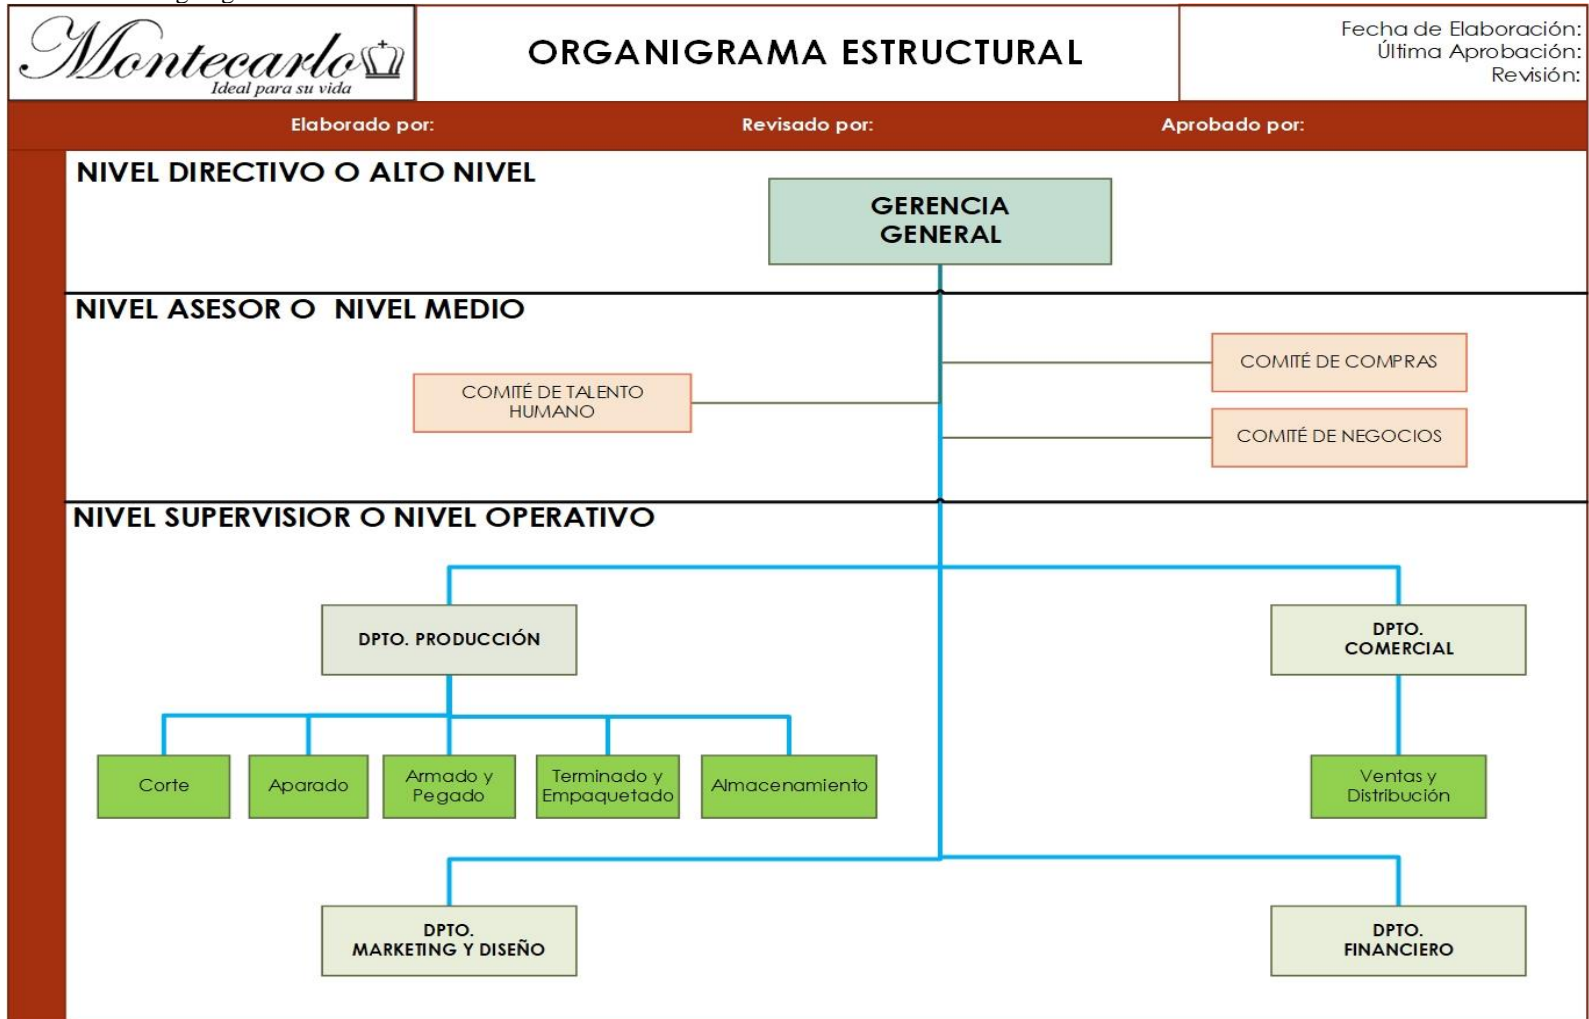 Montecarlo
Ideal para su vida
ORGANIGRAMA ESTRUCTURAL
Fecha de Elaboración:
Última Aprobación:
Revisión:
Elaborado por:
Revisado por:
Aprobado por:
NIVEL DIRECTIVO O ALTO NIVEL
GERENCIA
GENERAL
NIVEL ASESOR O NIVEL MEDIO
COMITÉ DE COMPRAS
COMITÉ DE TALENTO
HUMANO
COMITÉ DE NEGOCIOS
NIVEL SUPERVISIOR O NIVEL OPERATIVO
DPTO. PRODUCCIÓN
DPTO.
COMERCIAL
Corte
Aparado
Armado y
Pegado
Terminado y
Empaquetado
Almacenamiento
Ventas y
Distribución
DPTO.
MARKETING Y DISEÑO
DPTO.
FINANCIERO